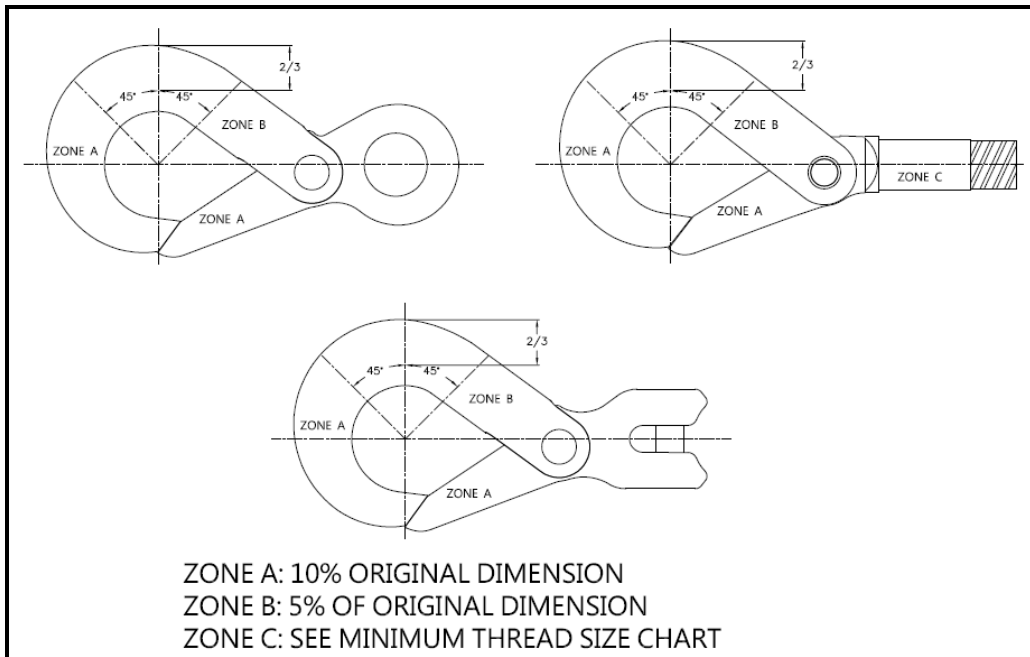 2/3
45° 45°
ZONE B
ZONE A
ZONE A
2/3
45° 45°
ZONE B
ZONE A
ZONE C
ZONE A
2/3
45° 45°
ZONE B
ZONE A
ZONE A
ZONE A: 10% ORIGINAL DIMENSION
ZONE B: 5% OF ORIGINAL DIMENSION
ZONE C: SEE MINIMUM THREAD SIZE CHART